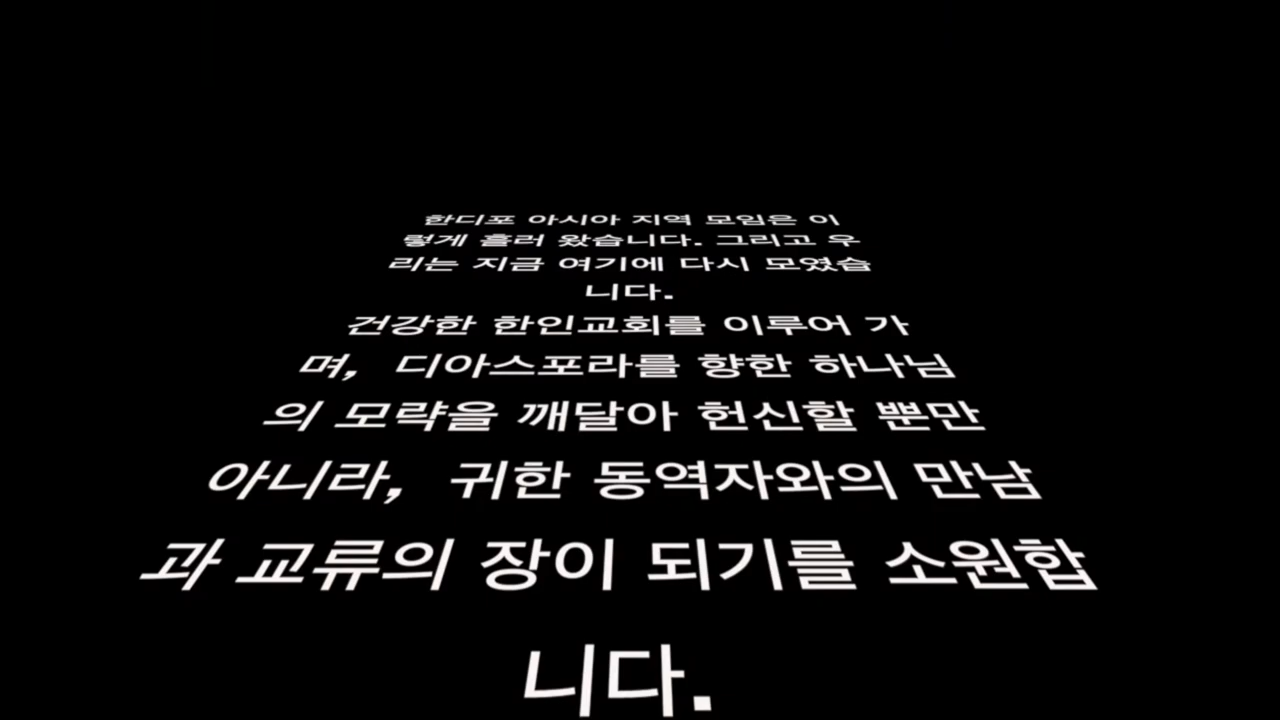 한디포 아시아 지역 모임은 이
렇게 흘러 왔습니다. 그리고 우
리는 지금 여기에 다시 모였습
니다.
건강한 한인교회를 이루어 가
며, 디아스포라를 향한 하나님
의 모략을 깨달아 헌신할 뿐만
아니라, 귀한 동역자와의 만남
과 교류의 장이 되기를 소원합
니다.